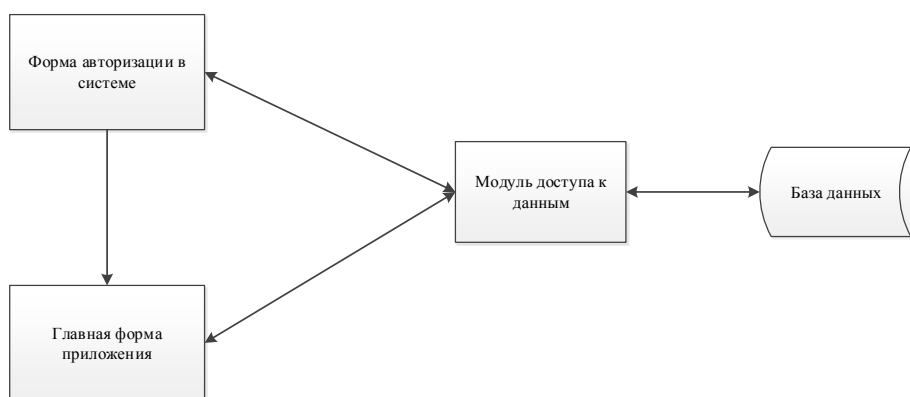 Форма авторизации в
системе
Модуль доступа к
данным
База данных
Главная форма
приложения